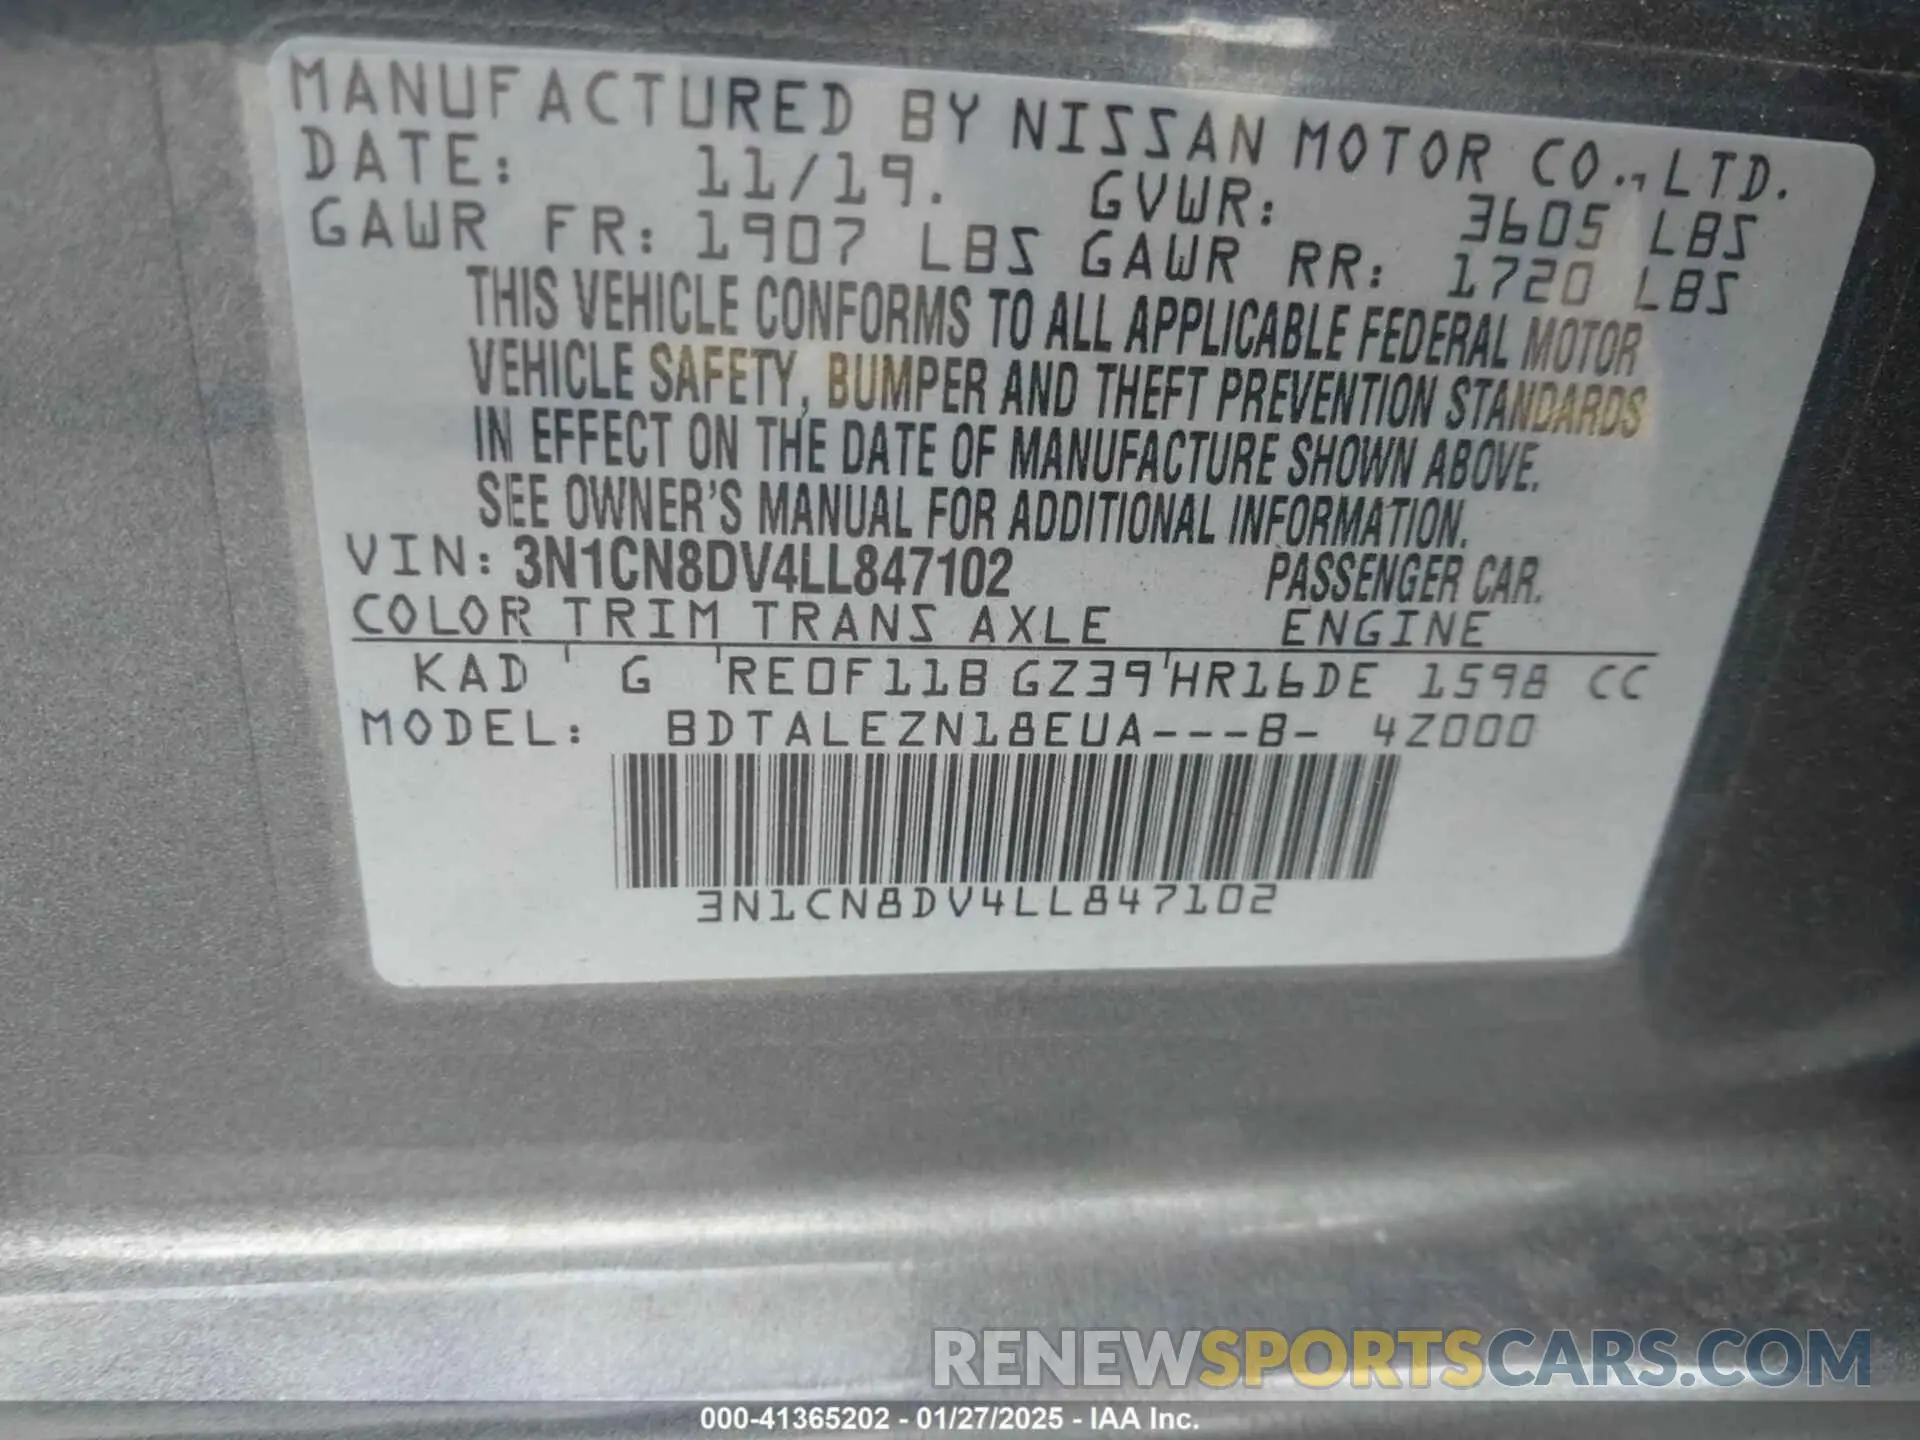 MANUFACTURED BY NISSAN MOTOR CO., LTD.
DATE: 11/19. GVWR: 3605 LBS
GAWR FR: 1907 LBS GAWR RR: 1720 LBS
THIS VEHICLE CONFORMS TO ALL APPLICABLE FEDERAL MOTOR
VEHICLE SAFETY, BUMPER AND THEFT PREVENTION STANDARDS
IN EFFECT ON THE DATE OF MANUFACTURE SHOWN ABOVE.
SEE OWNER'S MANUAL FOR ADDITIONAL INFORMATION.
VIN: 3N1CN8DV4LL847102 PASSENGER CAR.
COLOR TRIM TRANS AXLE ENGINE
KAD G RE0F11B GZ39 HR16DE 1598 CC
MODEL: BDTALEZN18EUA---B- 4Z000
3N1CN8DV4LL847102
RENEWSPORTSCARS.COM
000-41365202 - 01/27/2025 - IAA Inc.